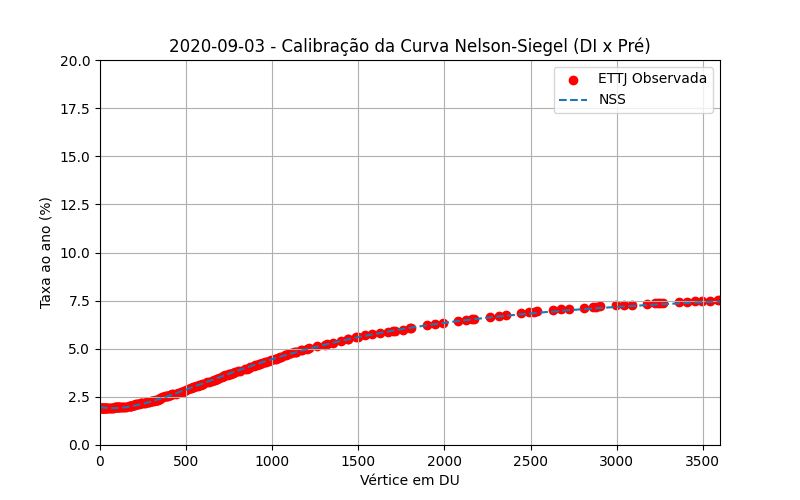 2020-09-03 - Calibração da Curva Nelson-Siegel (DI x Pré)
ETTJ Observada
NSS
Taxa ao ano (%)
20.0
17.5
15.0
12.5
10.0
7.5
5.0
2.5
0.0
0 500 1000 1500 2000 2500 3000 3500
Vértice em DU